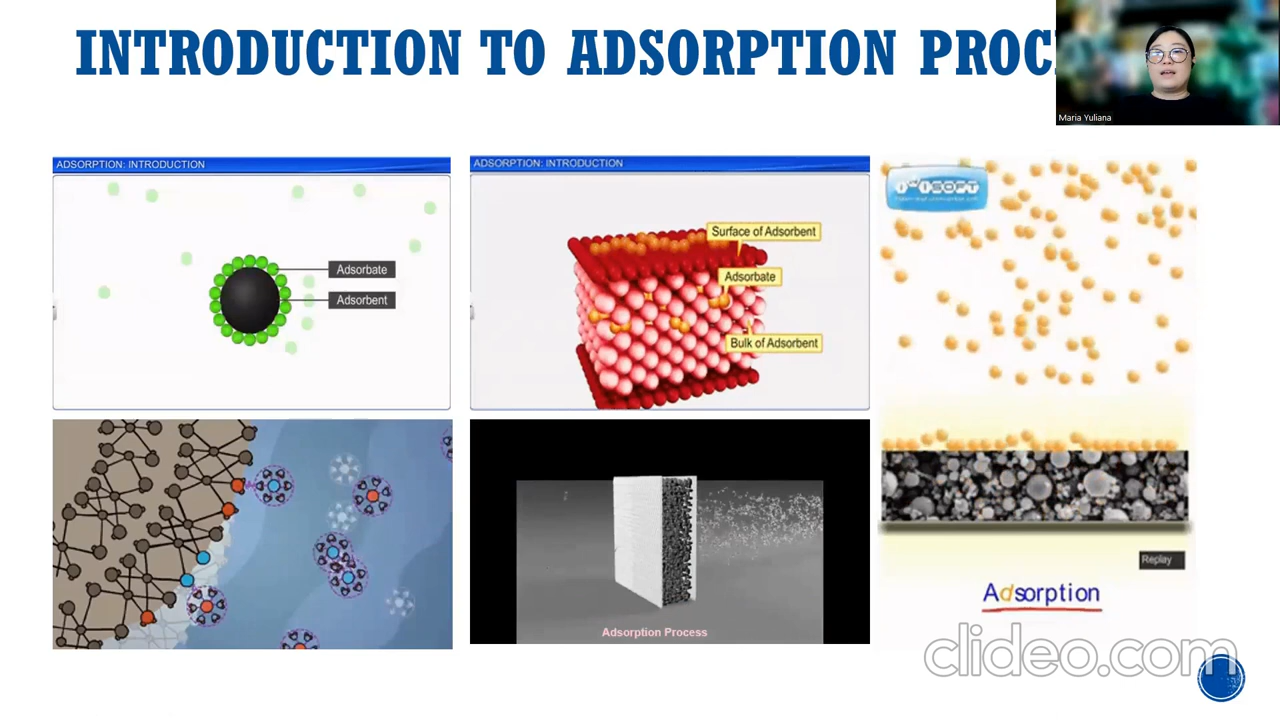 INTRODUCTION TO ADSORPTION PROC
Maria Yuliana
ADSORPTION: INTRODUCTION
Adsorbate
Adsorbent
ADSORPTION: INTRODUCTION
Surface of Adsorbent
Adsorbate
Bulk of Adsorbent
Adsorption Process
Replay
Adsorption
clideo.com